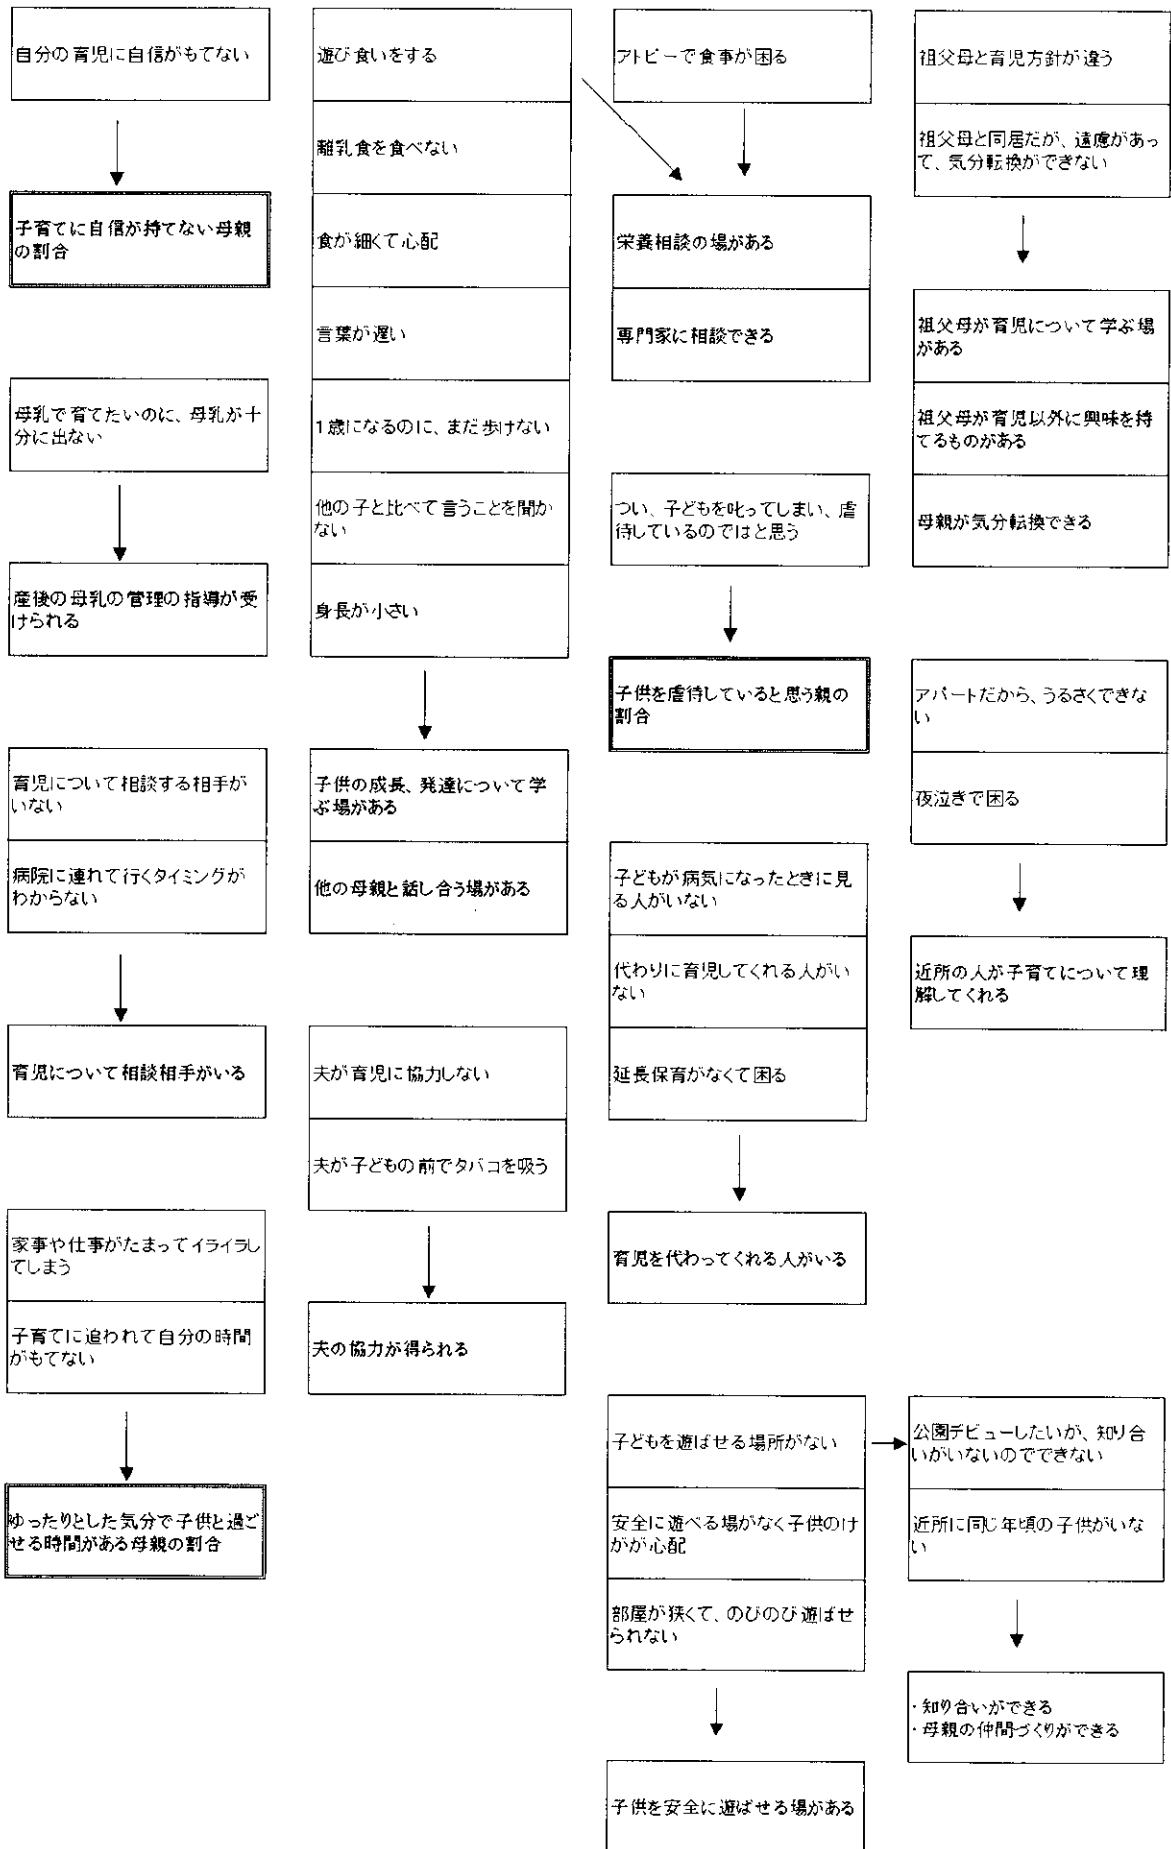 自分の育児に自信がもてない
子育てに自信が持てない母親
の割合
母乳で育てたいのに、母乳が十
分に出ない
産後の母乳の管理の指導が受
けられる
育児について相談する相手が
いない
病院に連れて行くタイミングが
わからない
育児について相談相手がいる
家事や仕事がたまってイライラし
てしまう
子育てに追われて自分の時間
がもてない
ゆったりとした気分で子供と過ご
せる時間がある母親の割合
遊び食いをする
離乳食を食べない
食が細くて心配
言葉が遅い
1歳になるのに、まだ歩けない
他の子と比べて言うことを聞か
ない
身長が小さい
子供の成長、発達について学
ぶ場がある
他の母親と話し合う場がある
夫が育児に協力しない
夫が子どもの前でタバコを吸う
夫の協力が得られる
アトピーで食事が困る
栄養相談の場がある
専門家に相談できる
つい、子どもを叱ってしまい、虐
待しているのではと思う
子供を虐待していると思う親の
割合
子どもが病気になったときに見
る人がいない
代わりに育児してくれる人がい
ない
延長保育がなくて困る
育児を代わってくれる人がいる
子どもを遊ばせる場所がない
安全に遊べる場がなく子供のけ
がが心配
部屋が狭くて、のびのび遊ばせ
られない
子供を安全に遊ばせる場がある
祖父母と育児方針が違う
祖父母と同居だが、遠慮があっ
て、気分転換ができない
祖父母が育児について学ぶ場
がある
祖父母が育児以外に興味を持
てるものがある
母親が気分転換できる
アパートだから、うるさくできな
い
夜泣きで困る
近所の人が子育てについて理
解してくれる
公園デビューしたいが、知り合
いがいないのでできない
近所に同じ年頃の子供がいな
い
・知り合いができる
・母親の仲間づくりができる